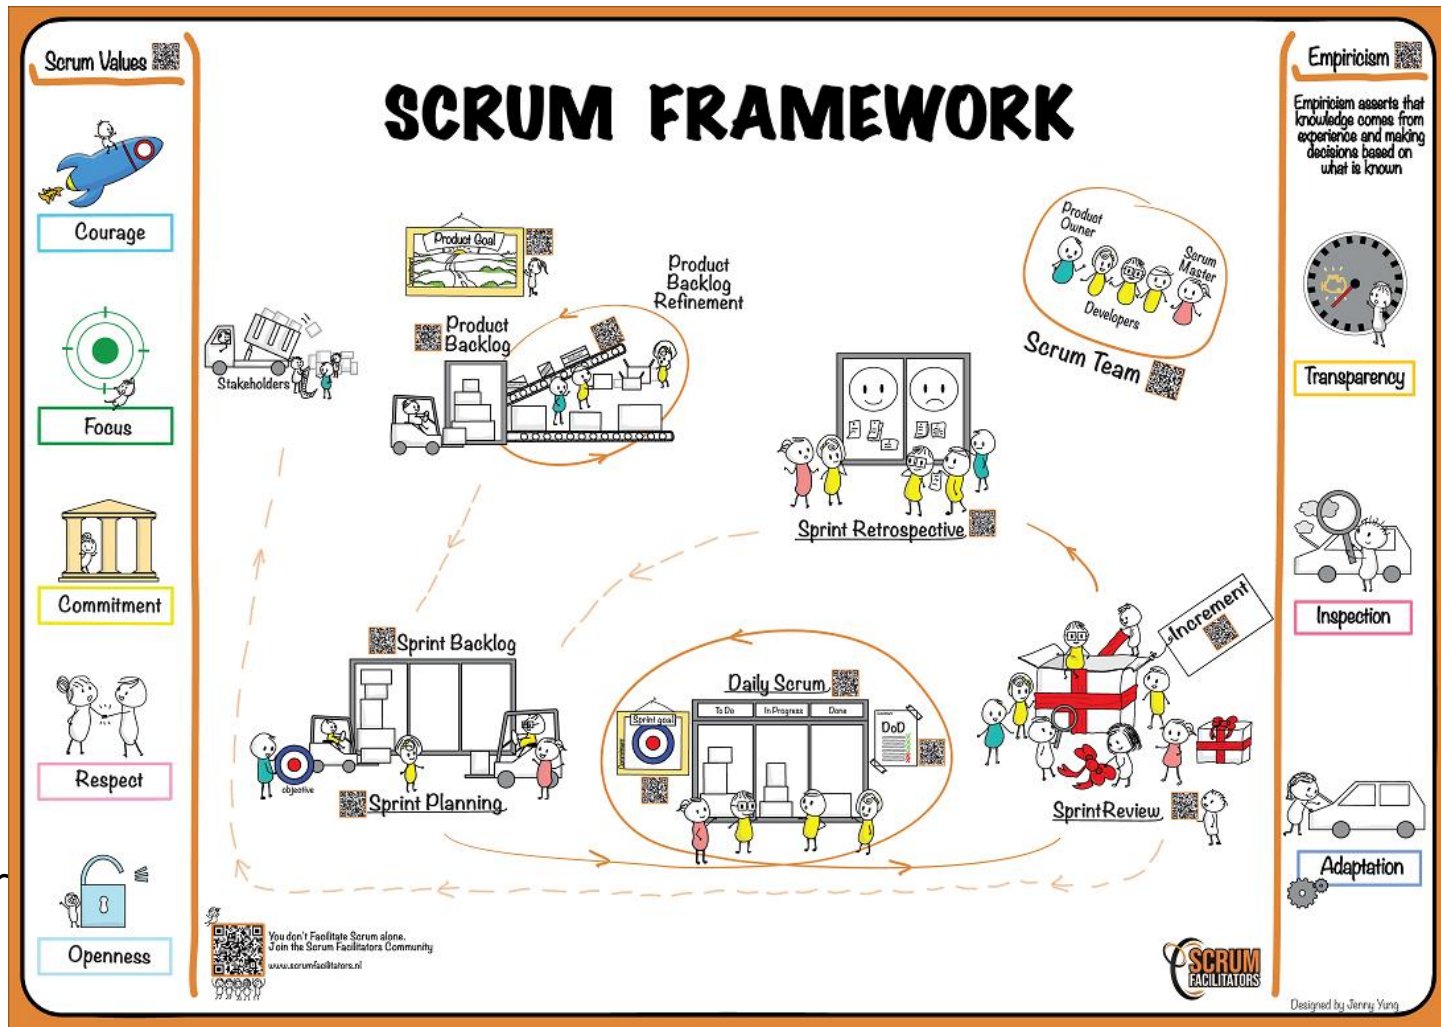 Scrum Values
Courage
Focus
Commitment
Respect
Openness
SCRUM FRAMEWORK
Product Goal
Product
Backlog
Product
Backlog
Refinement
Stakeholders
Product
Owner
Scrum
Master
Developers
Scrum Team
Sprint Retrospective
Sprint Backlog
objective
Sprint Planning
Daily Scrum
Sprint goal
To Do
In Progress
Done
DoD
Increment
SprintReview
Empiricism
Empiricism asserts that
knowledge comes from
experience and making
decisions based on
what is known
Transparency
Inspection
Adaptation
You don't Facilitate Scrum alone.
Join the Scrum Facilitators Community
www.scrumfacilitators.nl
SCRUM
FACILITATORS
Designed by Jenny Yung